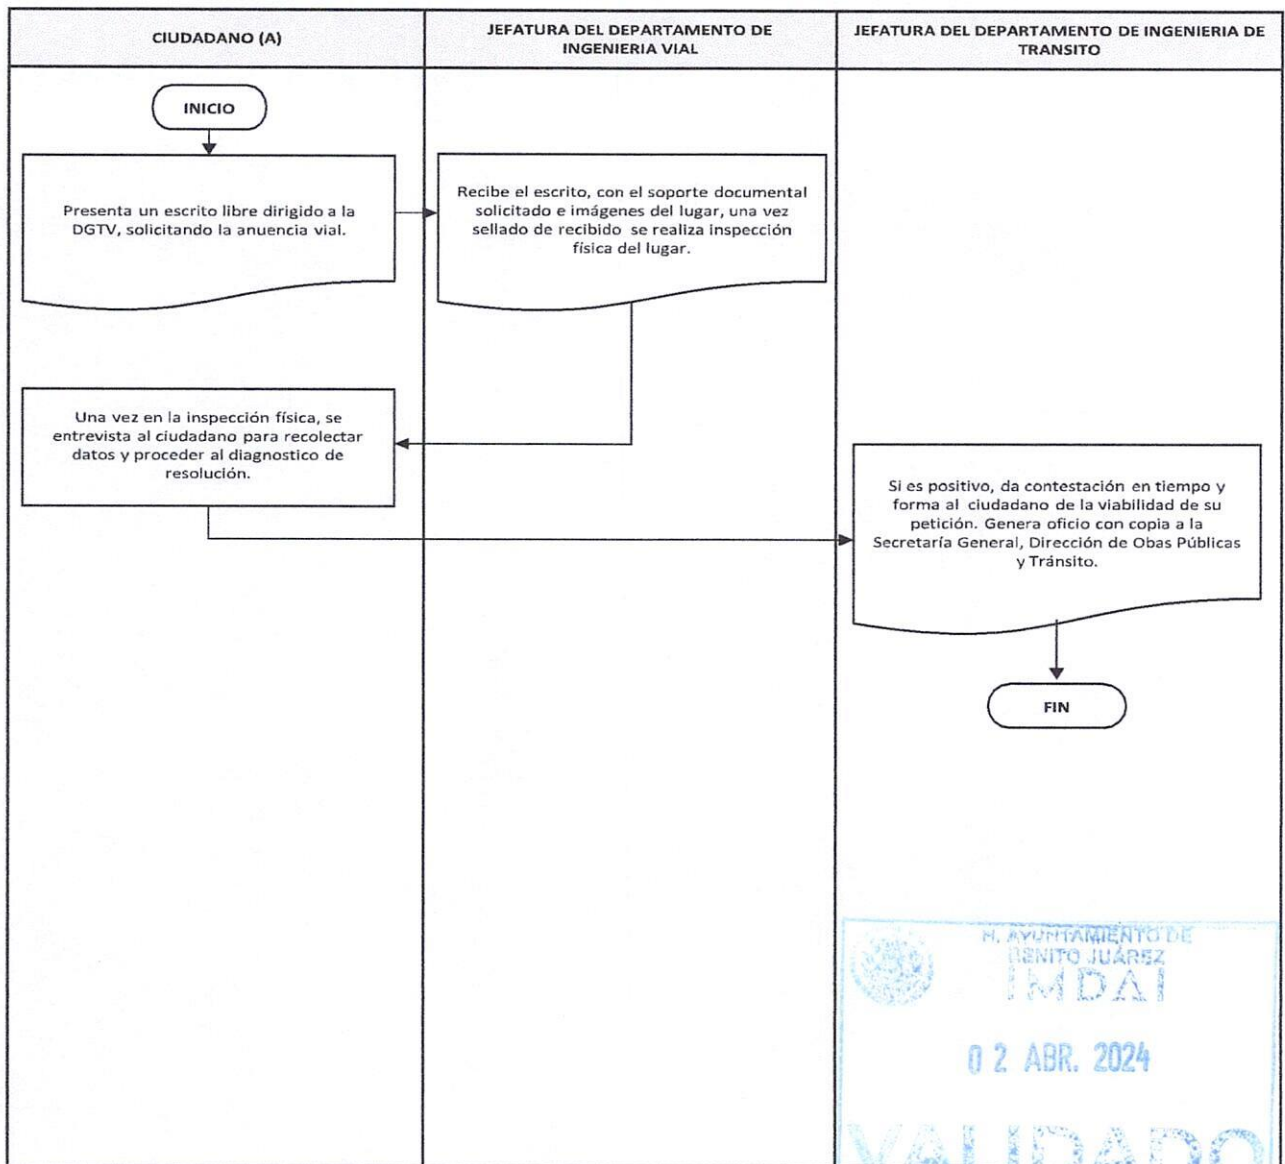 CIUDADANO (A)
JEFATURA DEL DEPARTAMENTO DE
INGENIERIA VIAL
JEFATURA DEL DEPARTAMENTO DE INGENIERIA DE
TRANSITO
INICIO
Presenta un escrito libre dirigido a la
DGTV, solicitando la anuencia vial.
Recibe el escrito, con el soporte documental
solicitado e imágenes del lugar, una vez
sellado de recibido se realiza inspección
física del lugar.
Una vez en la inspección física, se
entrevista al ciudadano para recolectar
datos y proceder al diagnostico de
resolución.
Si es positivo, da contestación en tiempo y
forma al ciudadano de la viabilidad de su
petición. Genera oficio con copia a la
Secretaría General, Dirección de Obas Públicas
y Tránsito.
FIN
H. AYUNTAMIENTO DE
BENITO JUÁREZ
IMDAI
02 ABR. 2024
VALIDADO